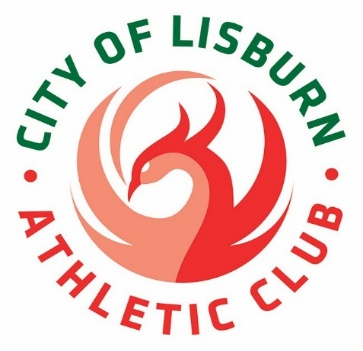 CITY OF LISBURN
• ATHLETIC CLUB •